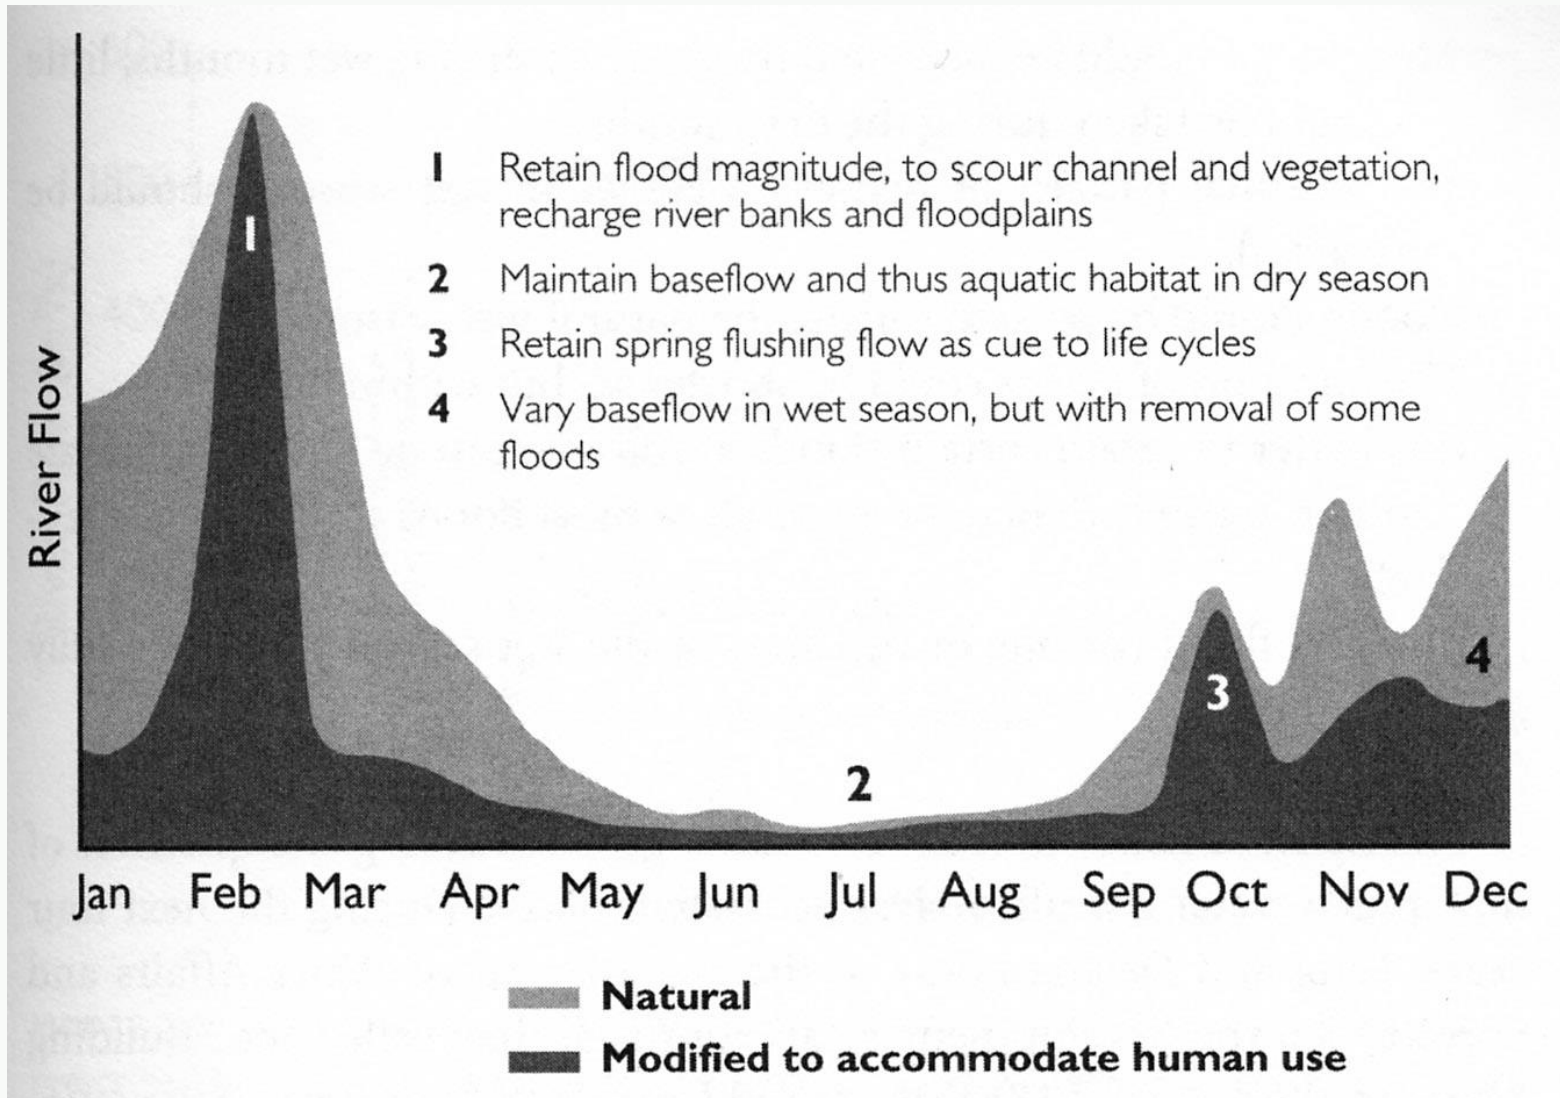 1 Retain flood magnitude, to scour channel and vegetation,
recharge river banks and floodplains
2 Maintain baseflow and thus aquatic habitat in dry season
3 Retain spring flushing flow as cue to life cycles
4 Vary baseflow in wet season, but with removal of some
floods
River Flow
1
2
3
4
Jan Feb Mar Apr May Jun Jul Aug Sep Oct Nov Dec
Natural
Modified to accommodate human use